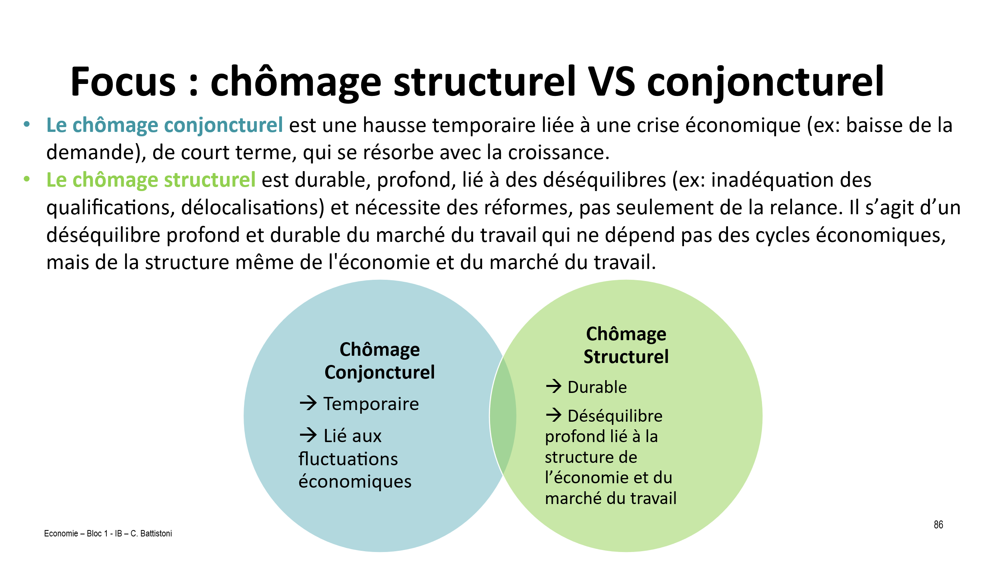 Focus : chômage structurel VS conjoncturel
• Le chômage conjoncturel est une hausse temporaire liée à une crise économique (ex: baisse de la
demande), de court terme, qui se résorbe avec la croissance.
• Le chômage structurel est durable, profond, lié à des déséquilibres (ex: inadéquation des
qualifications, délocalisations) et nécessite des réformes, pas seulement de la relance. Il s’agit d’un
déséquilibre profond et durable du marché du travail qui ne dépend pas des cycles économiques,
mais de la structure même de l'économie et du marché du travail.
Chômage
Conjoncturel
→ Temporaire
→ Lié aux
fluctuations
économiques
Chômage
Structurel
→ Durable
→ Déséquilibre
profond lié à la
structure de
l’économie et du
marché du travail
Economie – Bloc 1 - IB – C. Battistoni
86